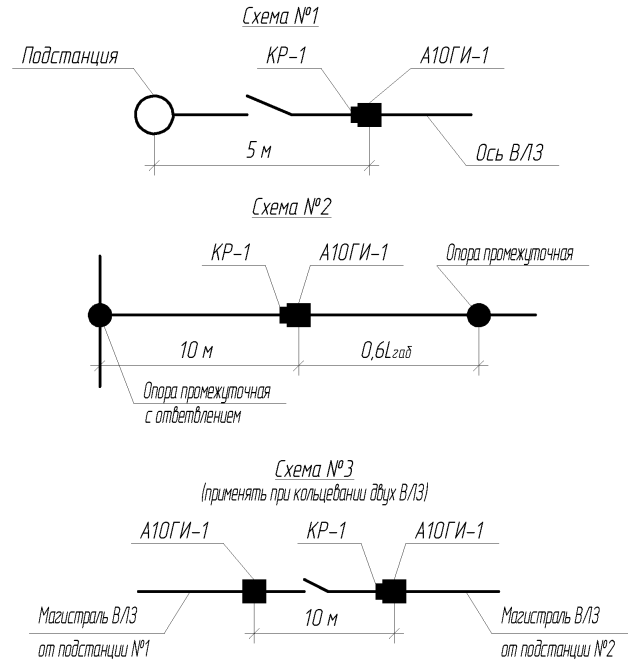 Схема №1
Подстанция
КР-1
А10ГИ-1
5 м
Ось ВЛЗ
Схема №2
КР-1
А10ГИ-1
Опора промежуточная
10 м
0,6Lгаб
Опора промежуточная
с ответвлением
Схема №3
(применять при кольцевании двух ВЛЗ)
А10ГИ-1
КР-1
А10ГИ-1
Магистраль ВЛЗ
от подстанции №1
10 м
Магистраль ВЛЗ
от подстанции №2